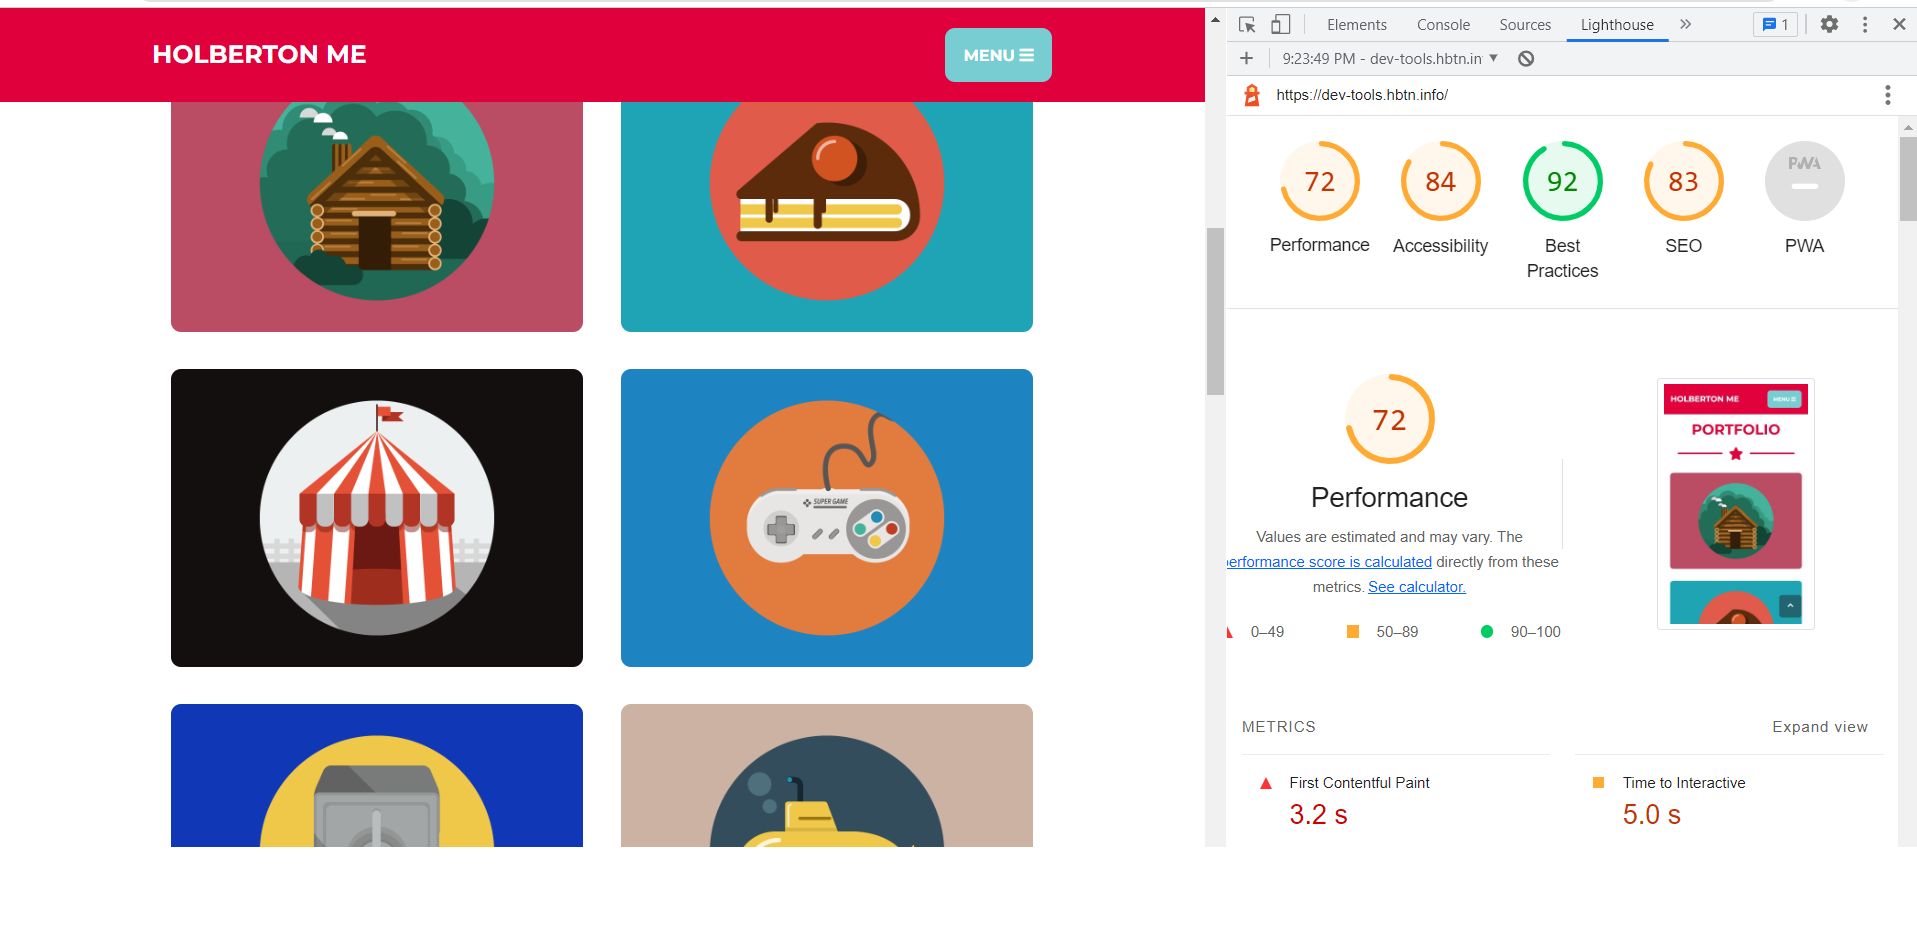 HOLBERTON ME
MENU
SUPER GAME
Elements Console Sources Lighthouse 1
9:23:49 PM - dev-tools.hbtn.in
https://dev-tools.hbtn.info/
72 84 92 83 PWA
Performance Accessibility Best Practices SEO PWA
72
Performance
Values are estimated and may vary. The
performance score is calculated directly from these
metrics. See calculator.
0–49 50–89 90–100
HOLBERTON ME MENU
PORTFOLIO
METRICS Expand view
First Contentful Paint
3.2 s
Time to Interactive
5.0 s